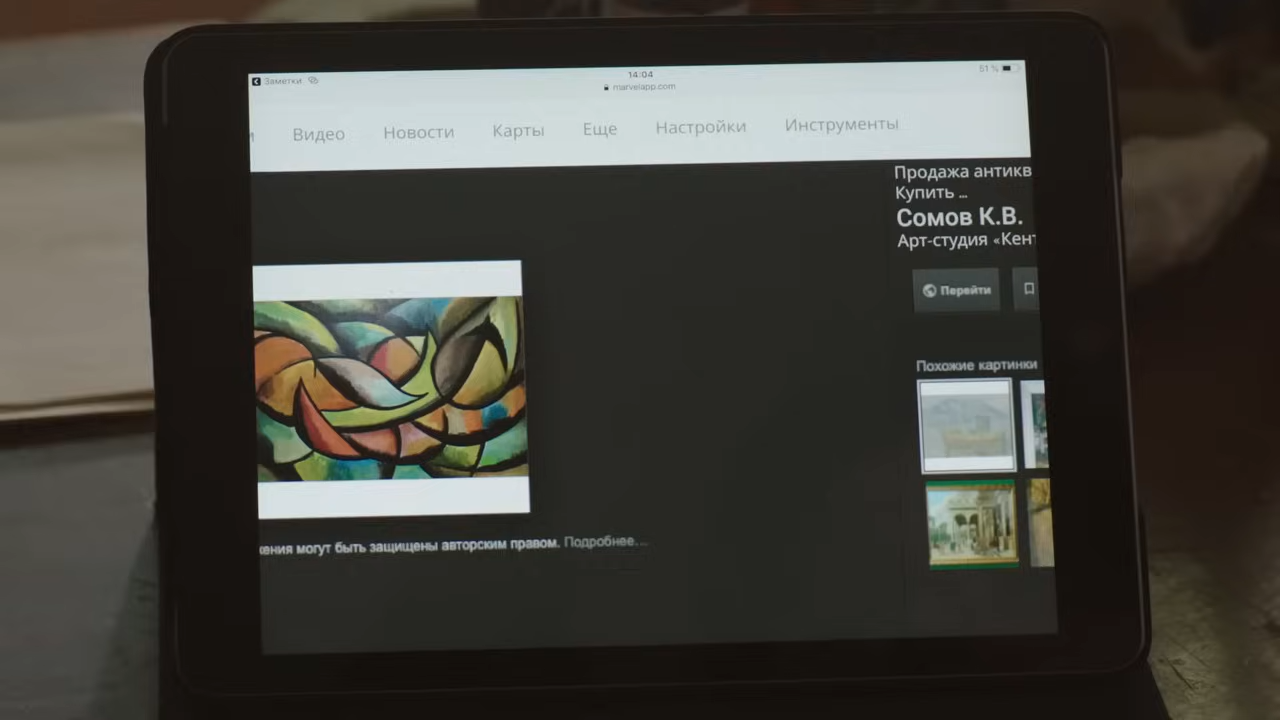 Заметки
14:04
51 %
marvelapp.com
и Видео Новости Карты Еще Настройки Инструменты
Продажа антикв
Купить ...
Сомов К.В.
Арт-студия «Кент
Перейти
Похожие картинки
жения могут быть защищены авторским правом. Подробнее...